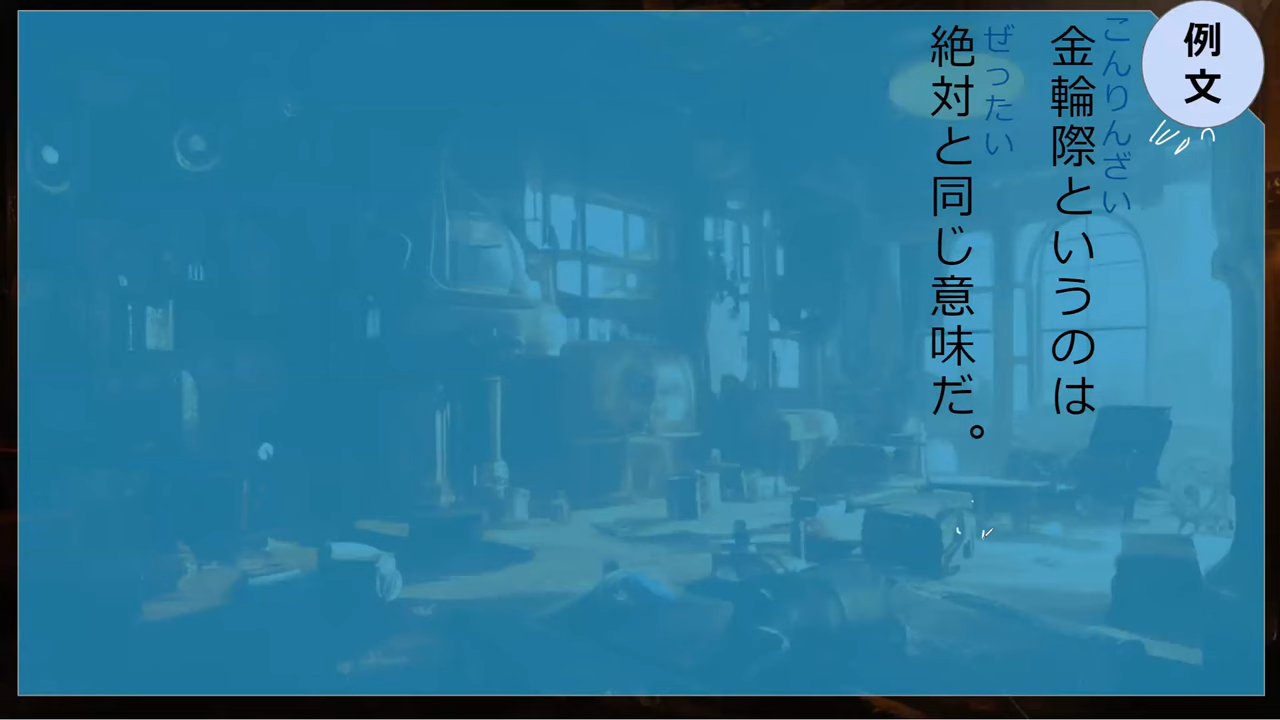 例文
こんりんざい
金輪際というのは
ぜったい
絶対と同じ意味だ。